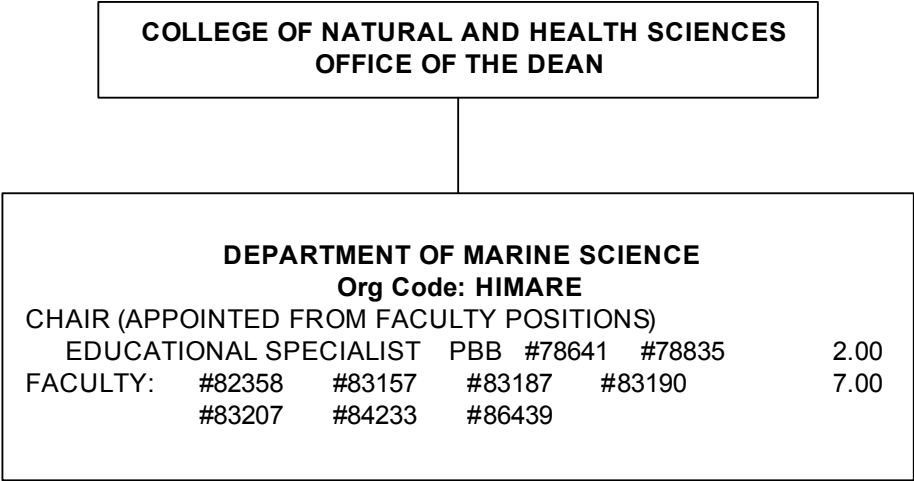 COLLEGE OF NATURAL AND HEALTH SCIENCES
OFFICE OF THE DEAN
DEPARTMENT OF MARINE SCIENCE
Org Code: HIMARE
CHAIR (APPOINTED FROM FACULTY POSITIONS)
EDUCATIONAL SPECIALIST PBB #78641 #78835 2.00
FACULTY: #82358 #83157 #83187 #83190 7.00
#83207 #84233 #86439